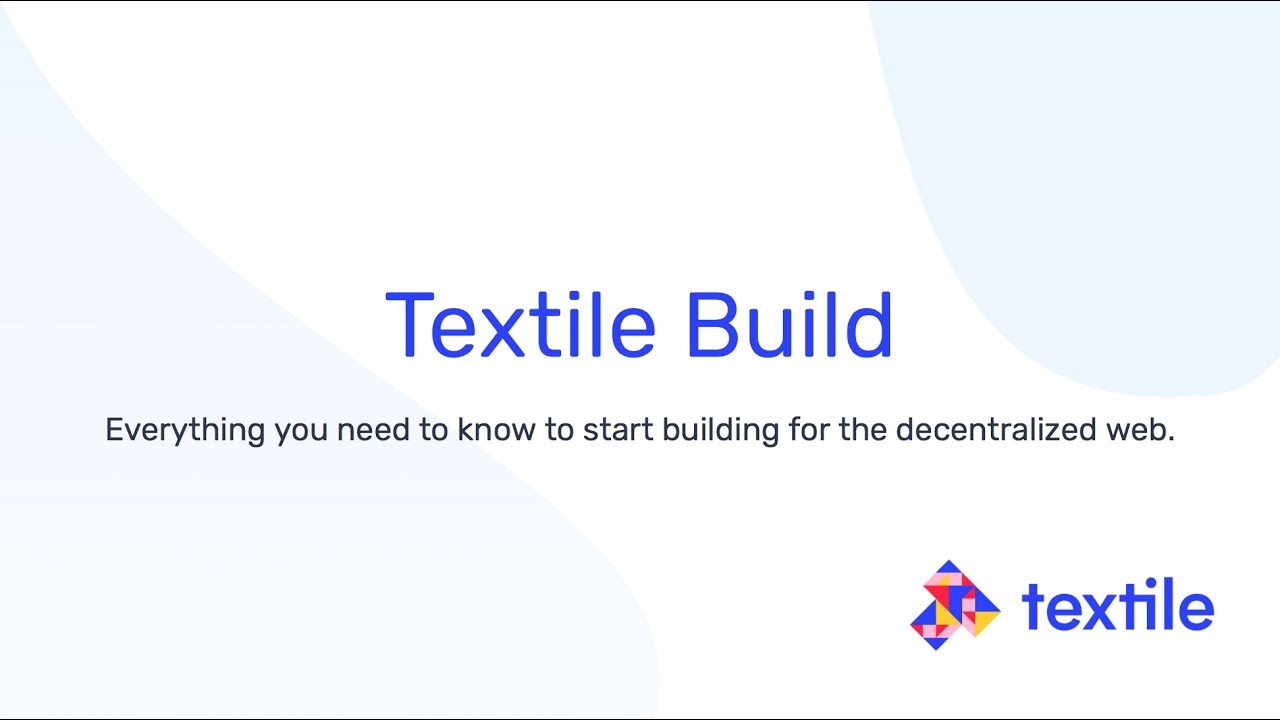 Textile Build
Everything you need to know to start building for the decentralized web.
textile